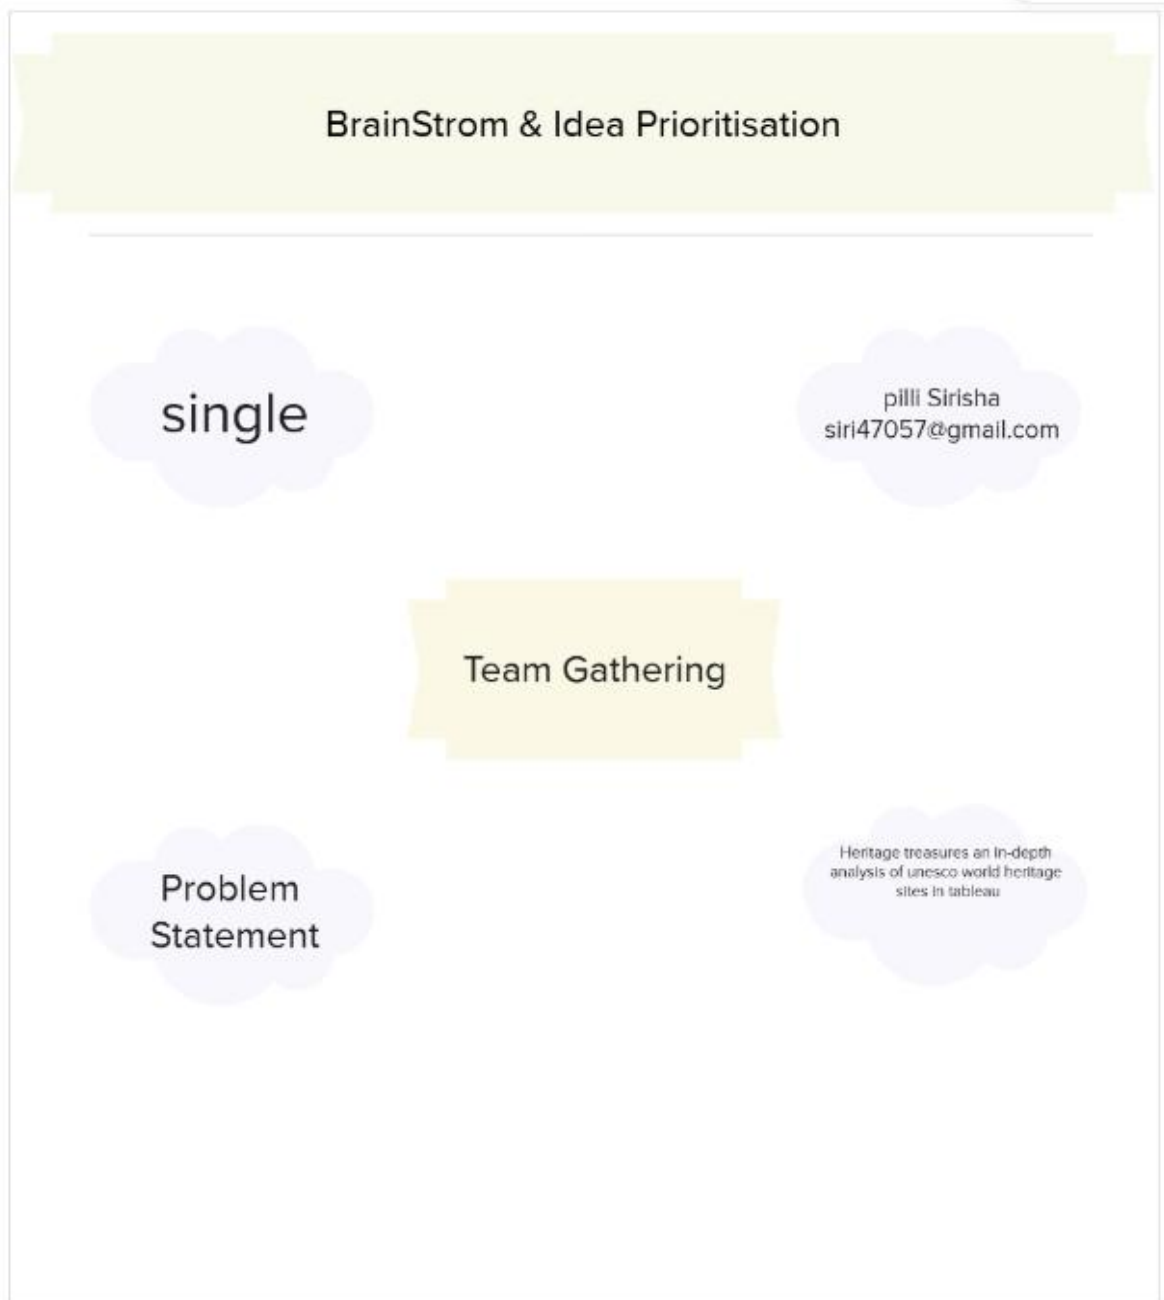 BrainStrom & Idea Prioritisation
single
pilli Sirisha
siri47057@gmail.com
Team Gathering
Problem
Statement
Heritage treasures an in-depth
analysis of unesco world heritage
sites in tableau